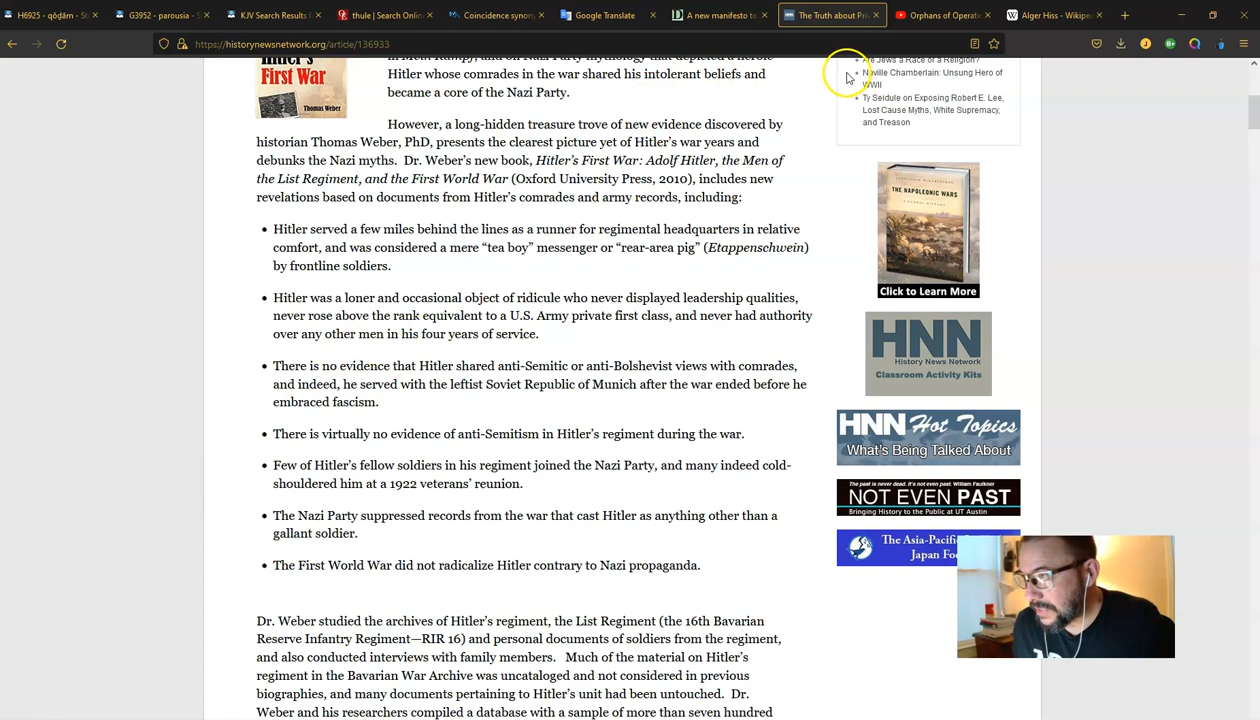 H6925 - qōḏām - St
G3952 - parousia - S
KJV Search Results f
thule | Search Onlin
Coincidence synony
Google Translate
A new manifesto to
The Truth about Pri
Orphans of Operati
Alger Hiss - Wikiped
https://historynewsnetwork.org/article/136933
First War
Thomas Weber
Hitler whose comrades in the war shared his intolerant beliefs and
became a core of the Nazi Party.
However, a long-hidden treasure trove of new evidence discovered by
historian Thomas Weber, PhD, presents the clearest picture yet of Hitler's war years and
debunks the Nazi myths. Dr. Weber's new book, Hitler's First War: Adolf Hitler, the Men of
the List Regiment, and the First World War (Oxford University Press, 2010), includes new
revelations based on documents from Hitler's comrades and army records, including:
• Hitler served a few miles behind the lines as a runner for regimental headquarters in relative
comfort, and was considered a mere “tea boy” messenger or “rear-area pig” (Etappenschwein)
by frontline soldiers.
• Hitler was a loner and occasional object of ridicule who never displayed leadership qualities,
never rose above the rank equivalent to a U.S. Army private first class, and never had authority
over any other men in his four years of service.
• There is no evidence that Hitler shared anti-Semitic or anti-Bolshevist views with comrades,
and indeed, he served with the leftist Soviet Republic of Munich after the war ended before he
embraced fascism.
• There is virtually no evidence of anti-Semitism in Hitler's regiment during the war.
• Few of Hitler's fellow soldiers in his regiment joined the Nazi Party, and many indeed cold-
shouldered him at a 1922 veterans' reunion.
• The Nazi Party suppressed records from the war that cast Hitler as anything other than a
gallant soldier.
• The First World War did not radicalize Hitler contrary to Nazi propaganda.
Dr. Weber studied the archives of Hitler's regiment, the List Regiment (the 16th Bavarian
Reserve Infantry Regiment—RIR 16) and personal documents of soldiers from the regiment,
and also conducted interviews with family members. Much of the material on Hitler's
regiment in the Bavarian War Archive was uncataloged and not considered in previous
biographies, and many documents pertaining to Hitler's unit had been untouched. Dr.
Weber and his researchers compiled a database with a sample of more than seven hundred
• Are Jews a Race or a Religion?
• Neville Chamberlain: Unsung Hero of
WWII
• Ty Seidule on Exposing Robert E. Lee,
Lost Cause Myths, White Supremacy,
and Treason
THE NAPOLEONIC WARS
Click to Learn More
HNN
History News Network
Classroom Activity Kits
HNN Hot Topics
What's Being Talked About
The past is never dead. It's not even past. William Faulkner
NOT EVEN PAST
Bringing History to the Public at UT Austin
The Asia-Pacific
Japan Fo